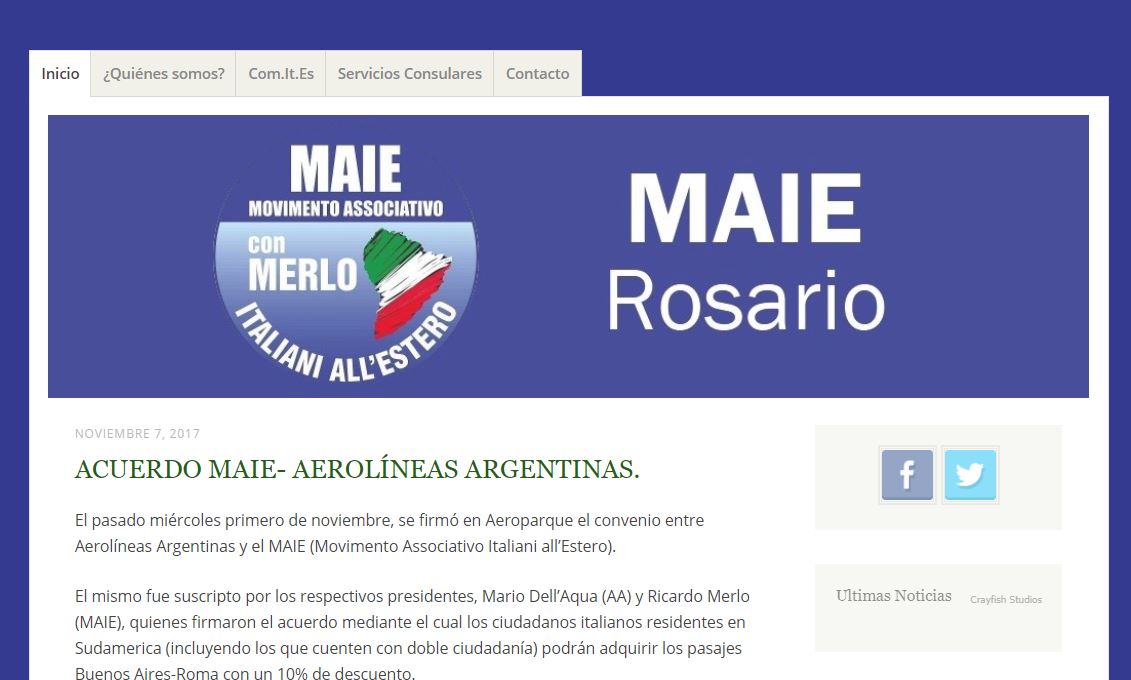 Inicio
¿Quiénes somos?
Com.It.Es
Servicios Consulares
Contacto
MAIE
MOVIMENTO ASSOCIATIVO
con
MERLO
ITALIANI ALL'ESTERO
MAIE
Rosario
NOVIEMBRE 7, 2017
ACUERDO MAIE- AEROLÍNEAS ARGENTINAS.
El pasado miércoles primero de noviembre, se firmó en Aeroparque el convenio entre
Aerolíneas Argentinas y el MAIE (Movimento Associativo Italiani all’Estero).
El mismo fue suscripto por los respectivos presidentes, Mario Dell’Aqua (AA) y Ricardo Merlo
(MAIE), quienes firmaron el acuerdo mediante el cual los ciudadanos italianos residentes en
Sudamerica (incluyendo los que cuenten con doble ciudadanía) podrán adquirir los pasajes
Buenos Aires-Roma con un 10% de descuento.
f
Ultimas Noticias
Crayfish Studios